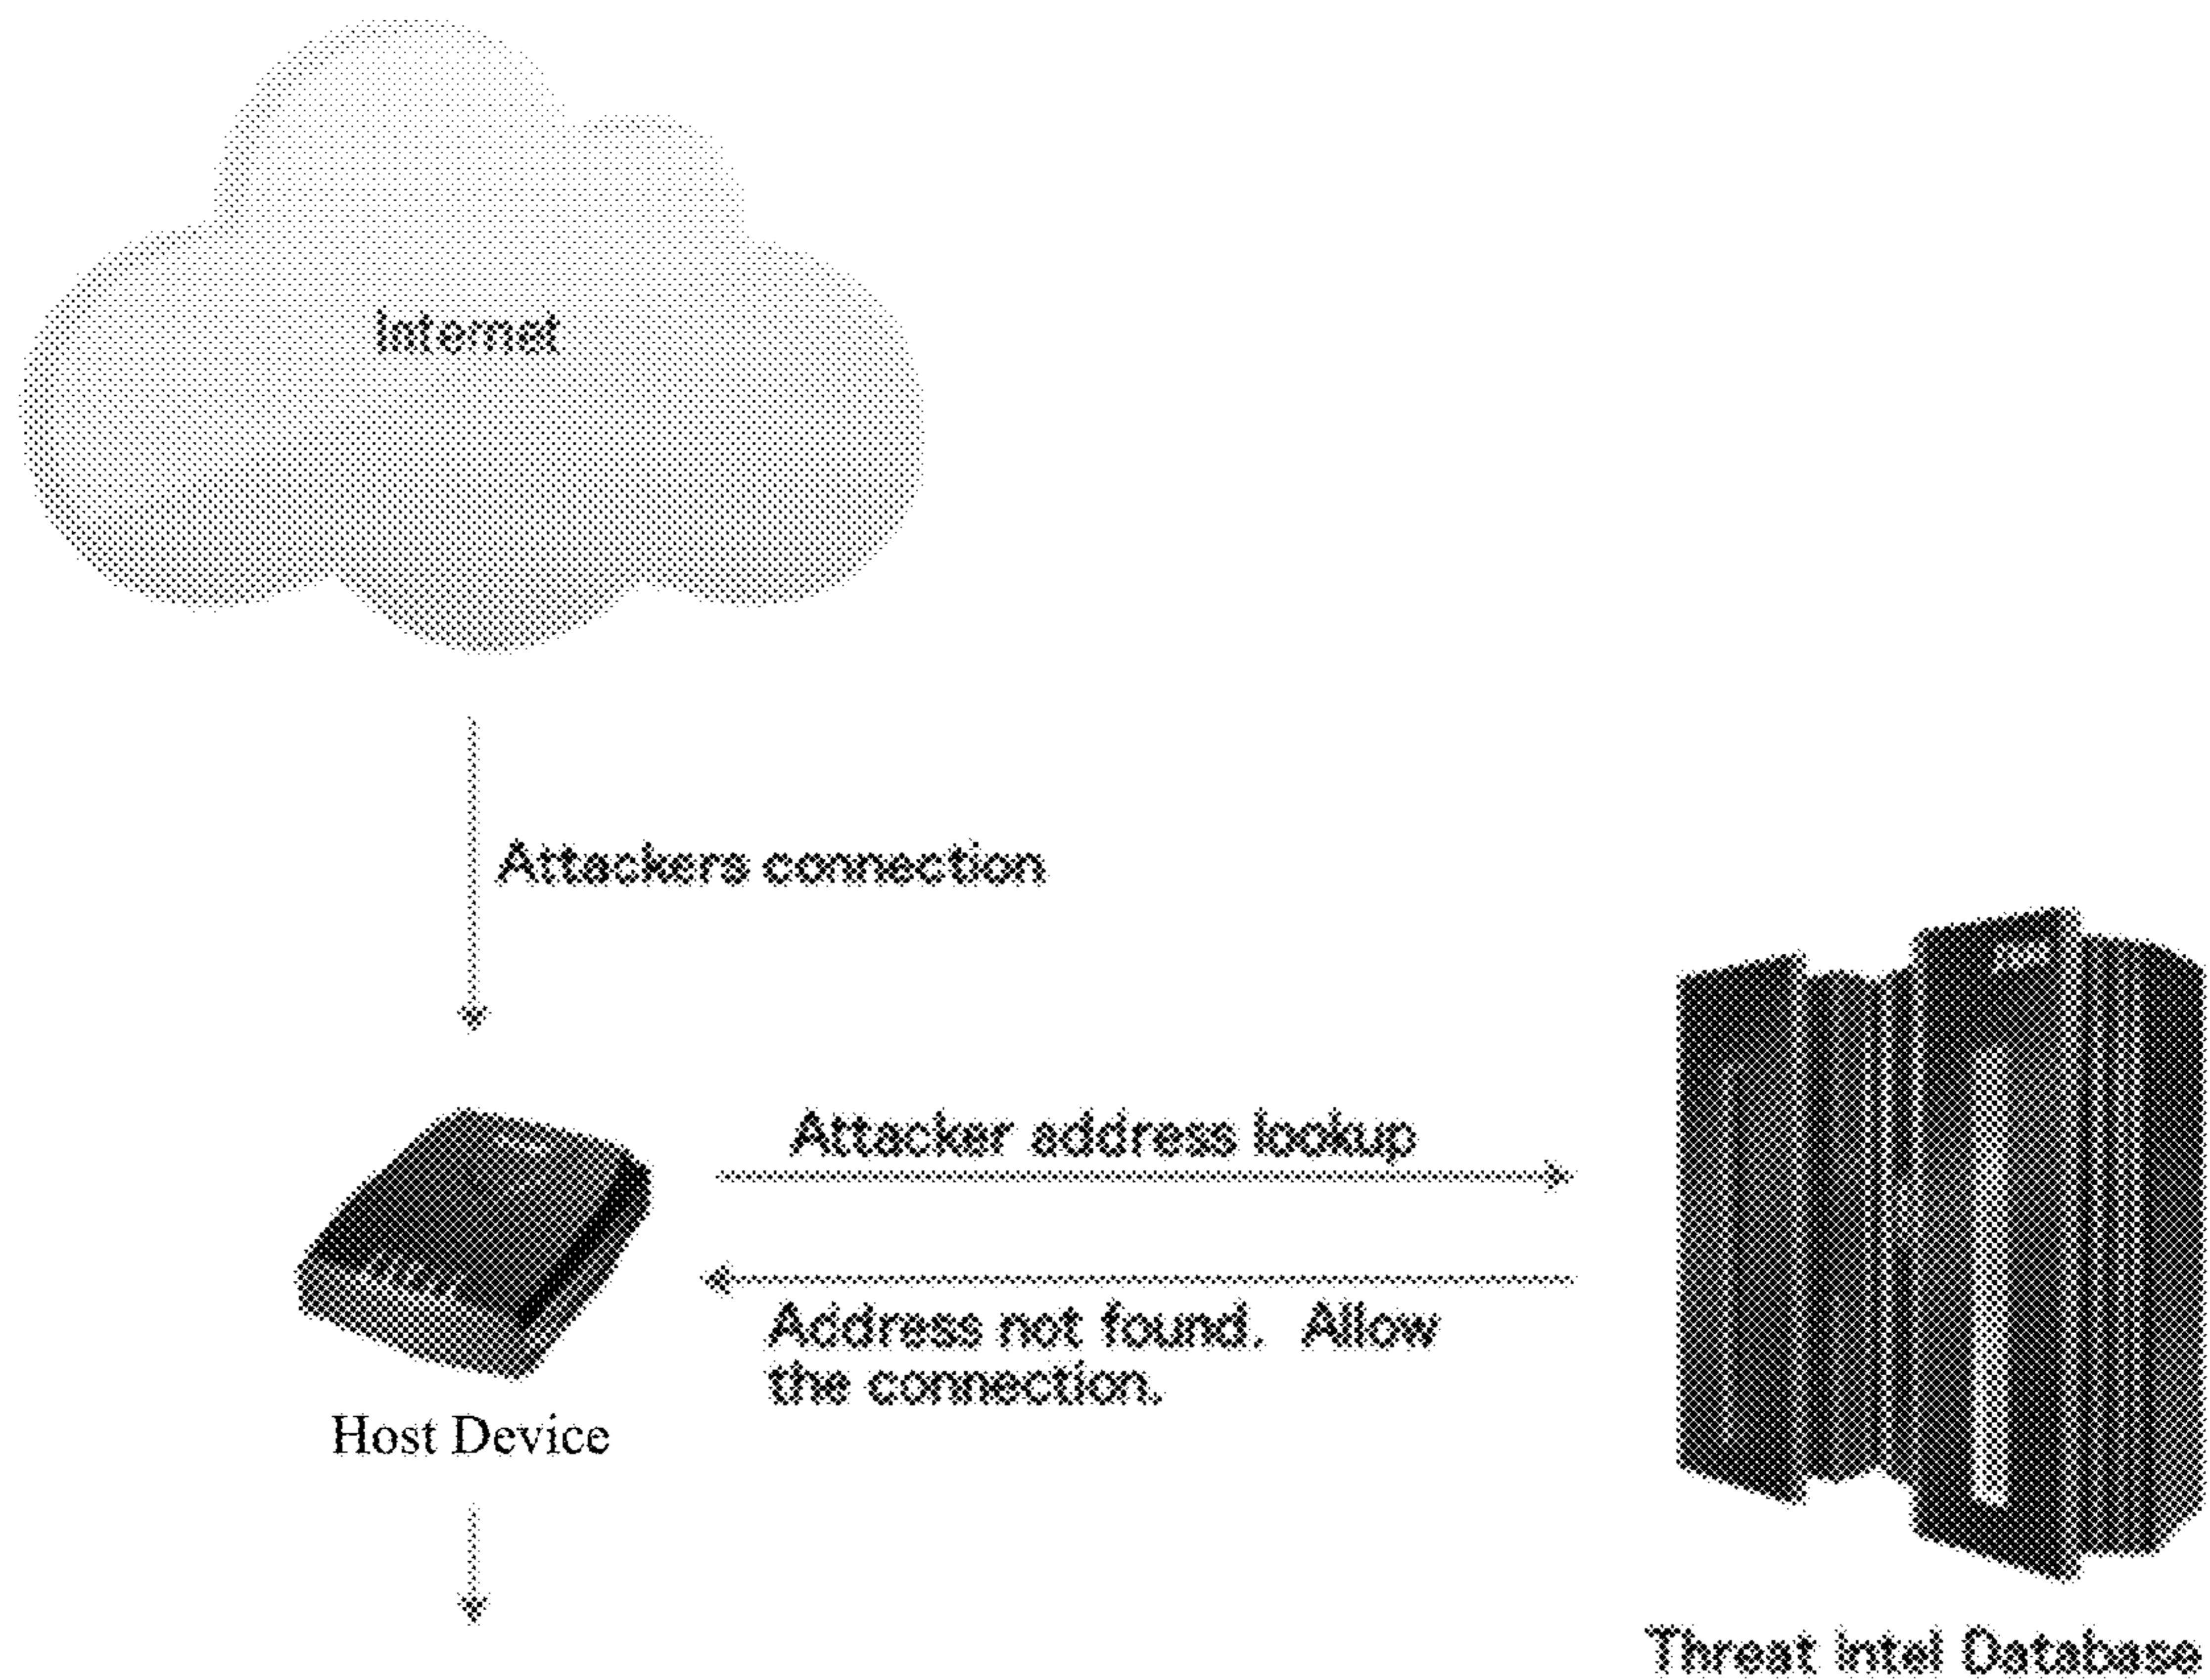 Internet
Attackers connection
Attacker address lookup
Address not found. Allow
the connection.
Host Device
Threat Intel Database